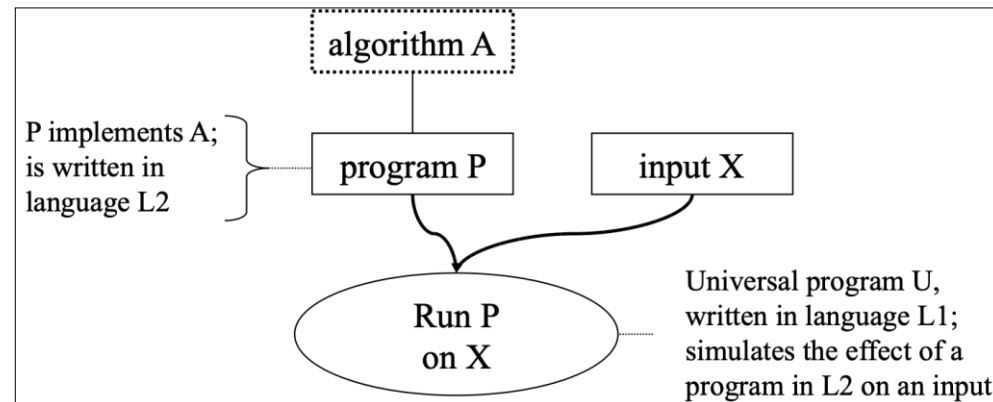 algorithm A
P implements A;
is written in
language L2
program P
input X
Run P
on X
Universal program U,
written in language L1;
simulates the effect of a
program in L2 on an input